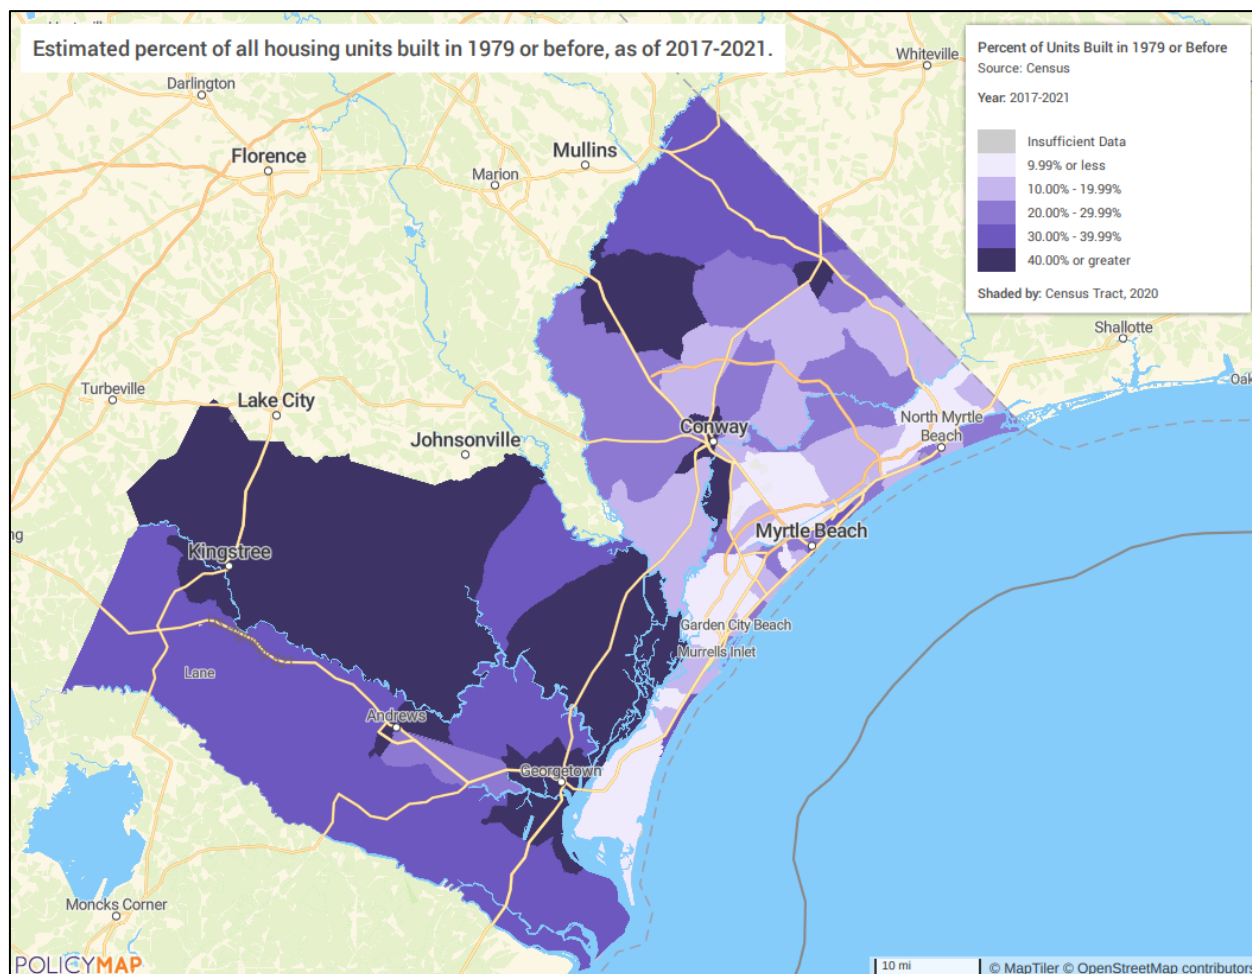 Estimated percent of all housing units built in 1979 or before, as of 2017-2021.
Percent of Units Built in 1979 or Before
Source: Census
Year: 2017-2021
Insufficient Data
9.99% or less
10.00% - 19.99%
20.00% - 29.99%
30.00% - 39.99%
40.00% or greater
Shaded by: Census Tract, 2020
Whiteville
Darlington
Florence
Mullins
Marion
Shallotte
Oak
Turbeville
Lake City
Johnsonville
Conway
North Myrtle
Beach
Myrtle Beach
ng
Kingstree
Garden City Beach
Murrells Inlet
Lane
Andrews
Georgetown
Moncks Corner
POLICYMAP
10 mi
© MapTiler © OpenStreetMap contributors